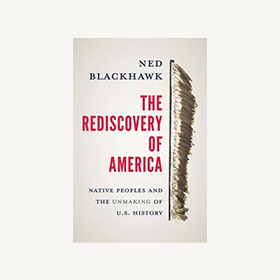 NED
BLACKHAWK
THE
REDISCOVERY
OF
AMERICA
NATIVE PEOPLES AND
THE UNMAKING OF
U.S. HISTORY